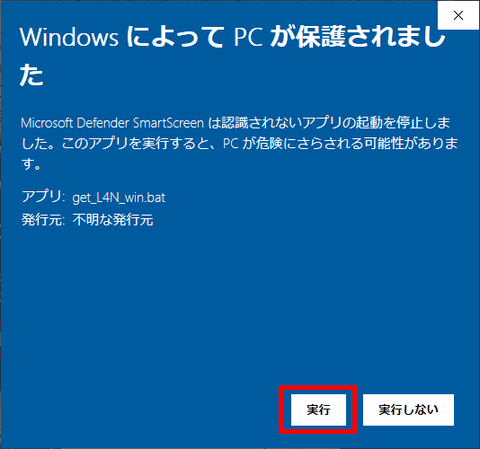 Windows によって PC が保護されまし
た
Microsoft Defender SmartScreen は認識されないアプリの起動を停止しま
した。このアプリを実行すると、PC が危険にさらされる可能性がありま
す。
アプリ: get_L4N_win.bat
発行元: 不明な発行元
実行
実行しない